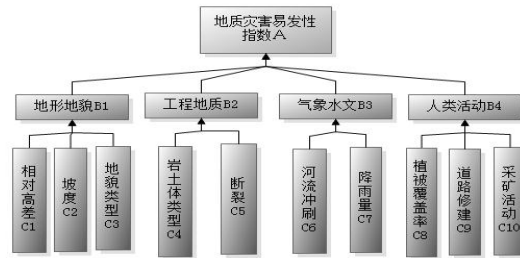 地质灾害易发性
指数A
地形地貌B1
工程地质B2
气象水文B3
人类活动B4
相对高差C1
坡度C2
地貌类型C3
岩土体类型C4
断裂C5
河流冲刷C6
降雨量C7
植被覆盖率C8
道路修建C9
采矿活动C10